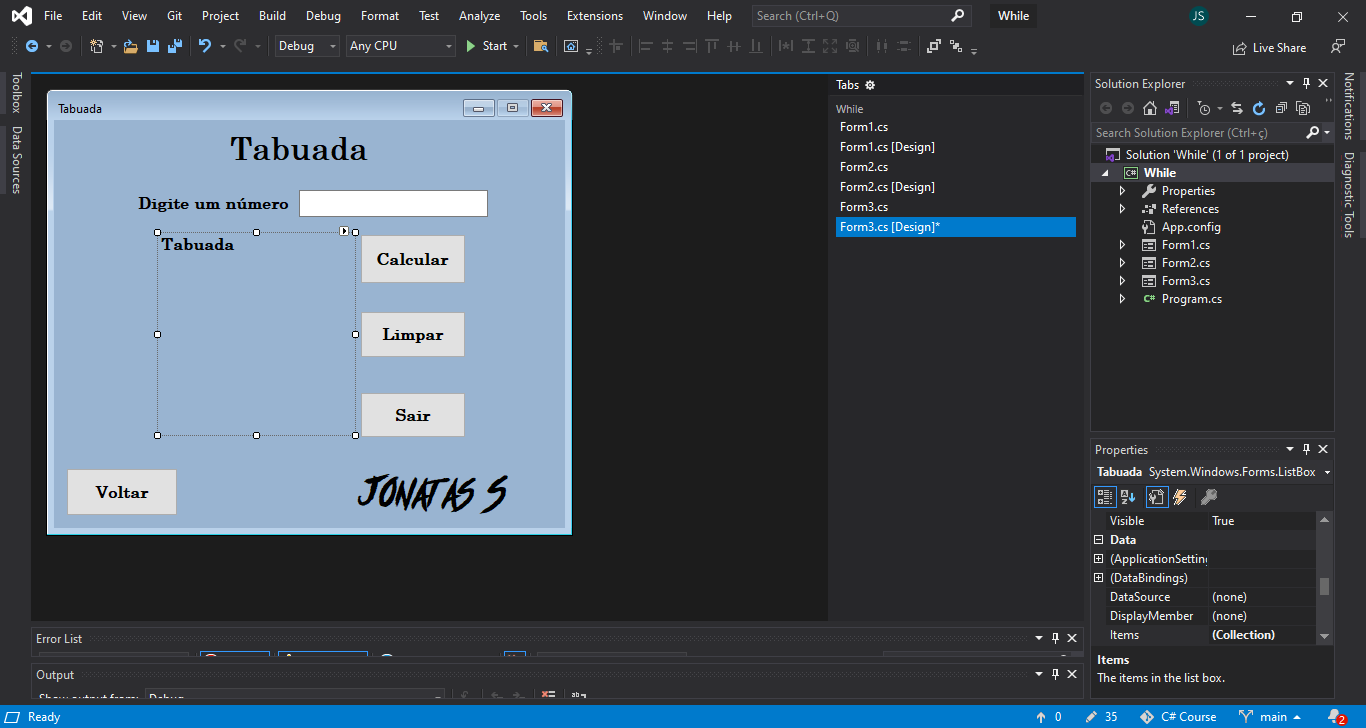 File Edit View Git Project Build Debug Format Test Analyze Tools Extensions Window Help Search (Ctrl+Q) While JS
Debug Any CPU Start Live Share
Toolbox
Data Sources
Tabuada
Tabuada
Digite um número
Tabuada
Calcular
Limpar
Sair
Voltar
JONATAS S
Tabs
While
Form1.cs
Form1.cs [Design]
Form2.cs
Form2.cs [Design]
Form3.cs
Form3.cs [Design]*
Solution Explorer
Search Solution Explorer (Ctrl+ç)
Solution 'While' (1 of 1 project)
C# While
Properties
References
App.config
Form1.cs
Form2.cs
Form3.cs
C# Program.cs
Notifications
Diagnostic Tools
Properties
Tabuada System.Windows.Forms.ListBox
Visible True
Data
(ApplicationSettin
(DataBindings)
DataSource (none)
DisplayMember (none)
Items (Collection)
Items
The items in the list box.
Error List
Output
Show output from: Debug
Ready 0 35 C# Course main 2